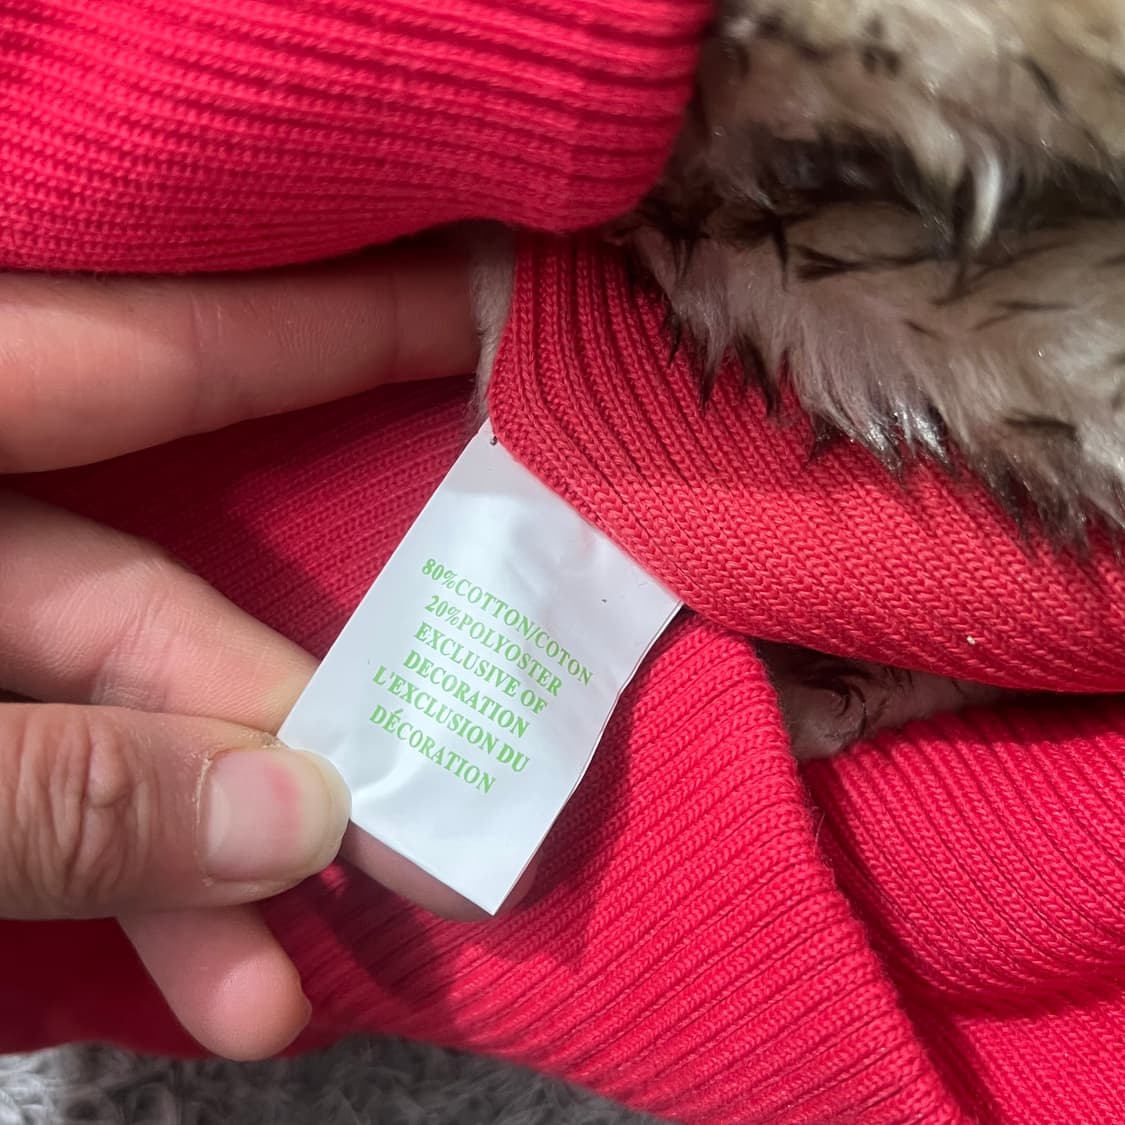 80%COTTON/COTON
20%POLYOSTER
EXCLUSIVE OF
DECORATION
L'EXCLUSION DU
DÉCORATION